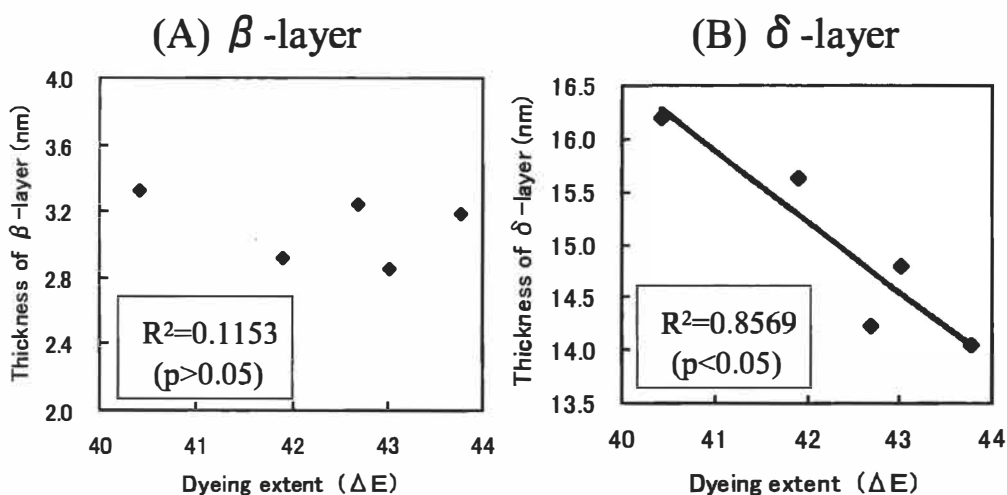 (A) β-layer
Thickness of β-layer (nm)
4.0
3.6
3.2
2.8
2.4
2.0
R²=0.1153
(p>0.05)
40 41 42 43 44
Dyeing extent (ΔE)
(B) δ-layer
Thickness of δ-layer (nm)
16.5
16.0
15.5
15.0
14.5
14.0
13.5
R²=0.8569
(p<0.05)
40 41 42 43 44
Dyeing extent (ΔE)